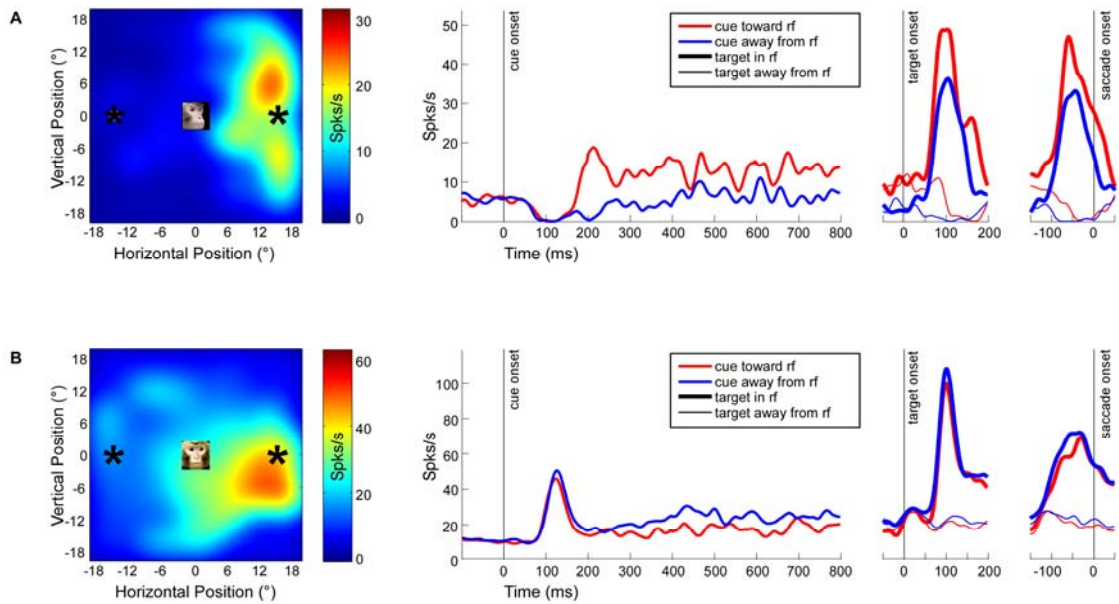 A
Vertical Position (°)
18
12
6
0
-6
-12
-18
-18 -12 -6 0 6 12 18
Horizontal Position (°)
30
20
10
0
Spks/s
Spks/s
50
40
30
20
10
0
cue onset
cue toward rf
cue away from rf
target in rf
target away from rf
0 100 200 300 400 500 600 700 800
Time (ms)
target onset
0 100 200
saccade onset
-100 0
B
Vertical Position (°)
18
12
6
0
-6
-12
-18
-18 -12 -6 0 6 12 18
Horizontal Position (°)
60
40
20
0
Spks/s
Spks/s
100
80
60
40
20
0
cue onset
cue toward rf
cue away from rf
target in rf
target away from rf
0 100 200 300 400 500 600 700 800
Time (ms)
target onset
0 100 200
saccade onset
-100 0